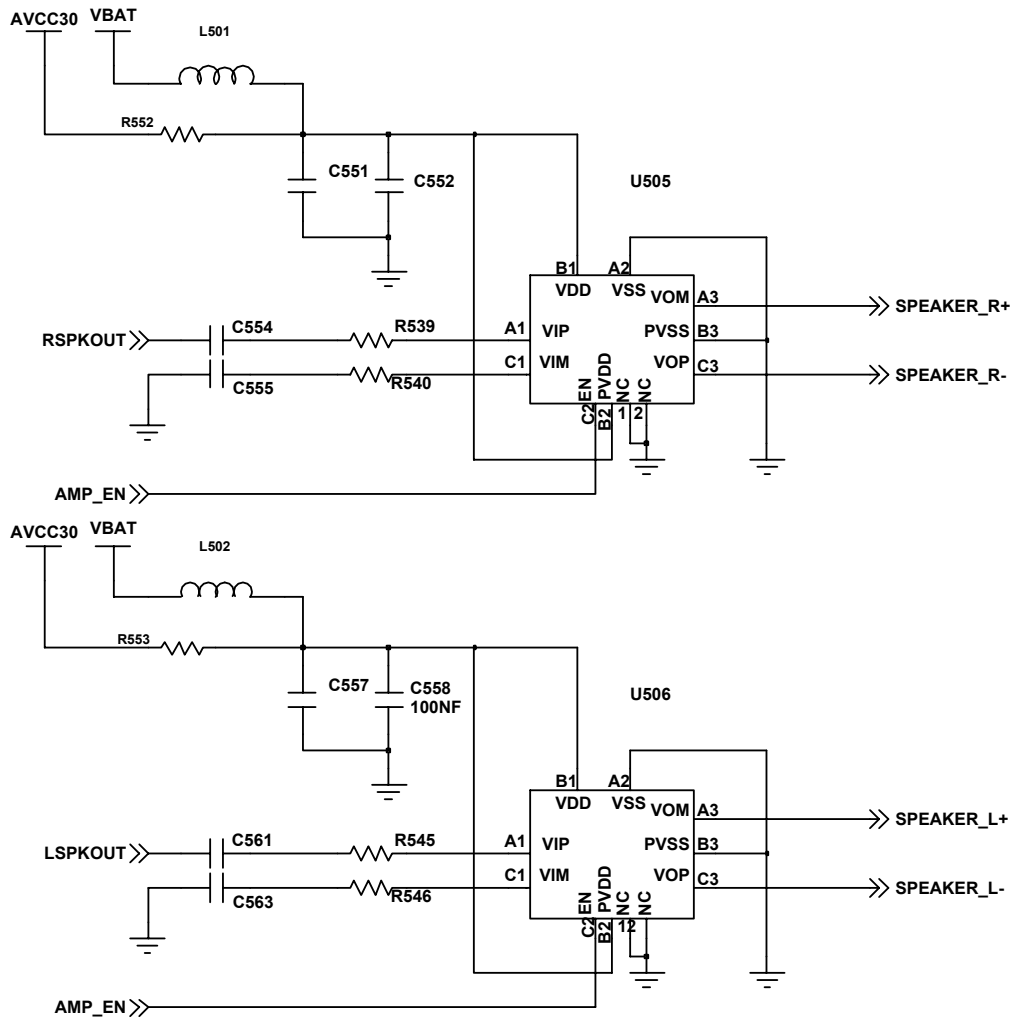 AVCC30
VBAT
L501
R552
C551
C552
U505
B1
A2
VDD
VSS
VOM
A3
SPEAKER_R+
RSPKOUT
C554
R539
A1
VIP
PVSS
B3
C1
VIM
VOP
C3
SPEAKER_R-
C555
R540
C2
EN
B2
PVDD
1
NC
2
NC
AMP_EN
AVCC30
VBAT
L502
R553
C557
C558
100NF
U506
B1
A2
VDD
VSS
VOM
A3
SPEAKER_L+
LSPKOUT
C561
R545
A1
VIP
PVSS
B3
C1
VIM
VOP
C3
SPEAKER_L-
C563
R546
C2
EN
B2
PVDD
1
NC
2
NC
AMP_EN